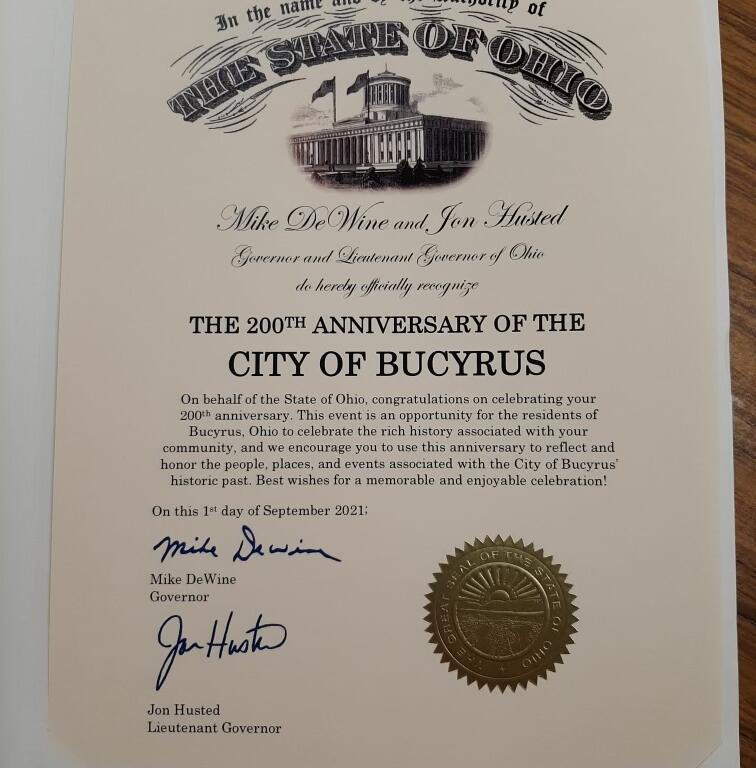 In the name and by the authority of
THE STATE OF OHIO
Mike DeWine and Jon Husted
Governor and Lieutenant Governor of Ohio
do hereby officially recognize
THE 200TH ANNIVERSARY OF THE
CITY OF BUCYRUS
On behalf of the State of Ohio, congratulations on celebrating your
200th anniversary. This event is an opportunity for the residents of
Bucyrus, Ohio to celebrate the rich history associated with your
community, and we encourage you to use this anniversary to reflect and
honor the people, places, and events associated with the City of Bucyrus'
historic past. Best wishes for a memorable and enjoyable celebration!
On this 1st day of September 2021;
Mike DeWine
Mike DeWine
Governor
Jon Husted
Jon Husted
Lieutenant Governor
THE GREAT SEAL OF THE STATE OF OHIO